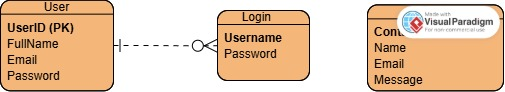 User
UserID (PK)
FullName
Email
Password
Login
Username
Password
Made with
Visual Paradigm
For non-commercial use
Name
Email
Message